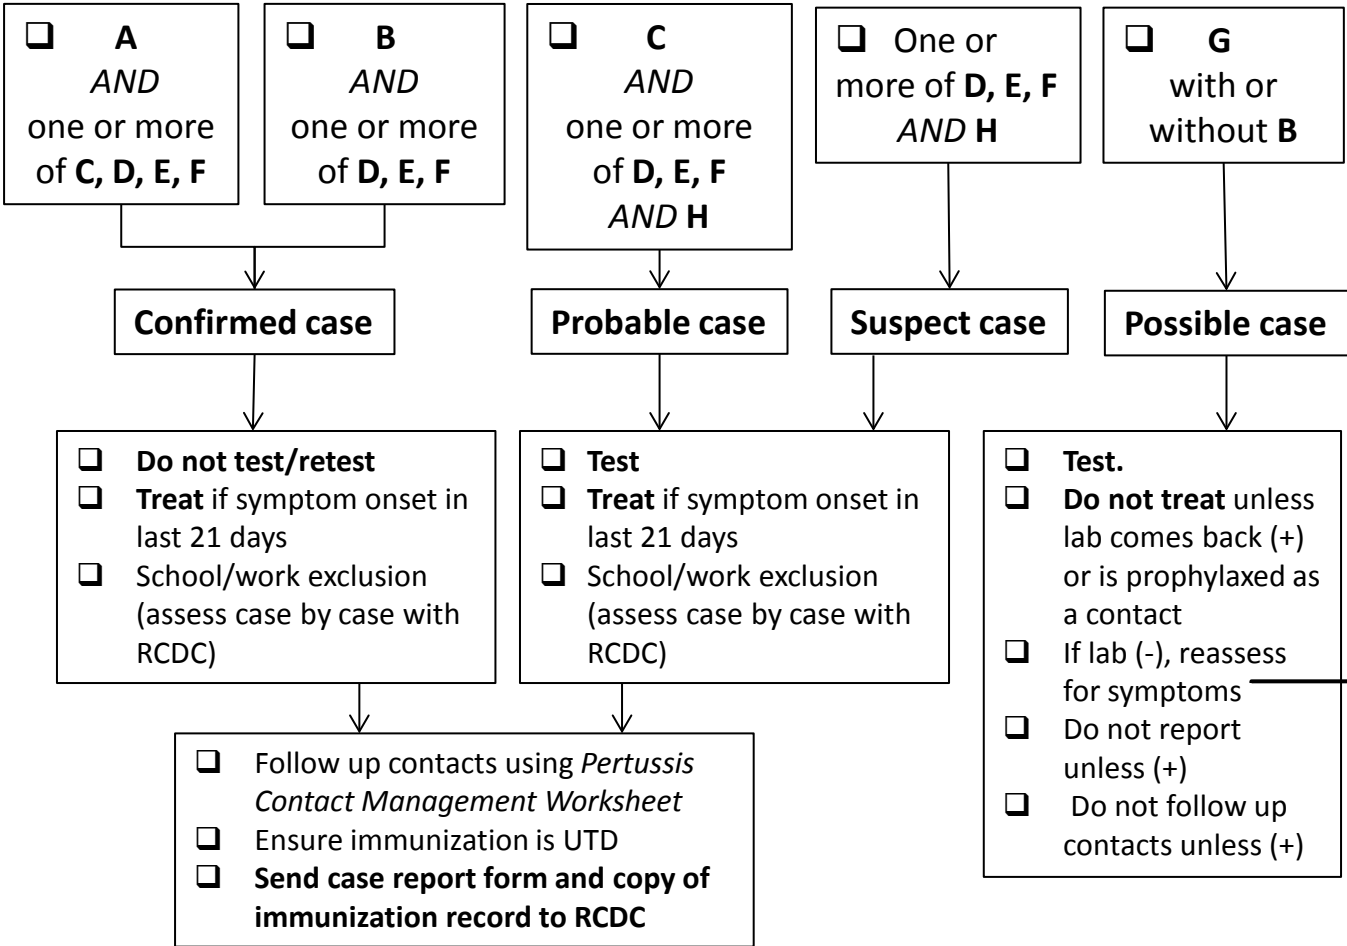 ❑ A
AND
one or more
of C, D, E, F
❑ B
AND
one or more
of D, E, F
❑ C
AND
one or more
of D, E, F
AND H
❑ One or
more of D, E, F
AND H
❑ G
with or
without B
Confirmed case
Probable case
Suspect case
Possible case
❑ Do not test/retest
❑ Treat if symptom onset in
last 21 days
❑ School/work exclusion
(assess case by case with
RCDC)
❑ Test
❑ Treat if symptom onset in
last 21 days
❑ School/work exclusion
(assess case by case with
RCDC)
❑ Test.
❑ Do not treat unless
lab comes back (+)
or is prophylaxed as
a contact
❑ If lab (-), reassess
for symptoms
❑ Do not report
unless (+)
❑ Do not follow up
contacts unless (+)
❑ Follow up contacts using Pertussis
Contact Management Worksheet
❑ Ensure immunization is UTD
❑ Send case report form and copy of
immunization record to RCDC